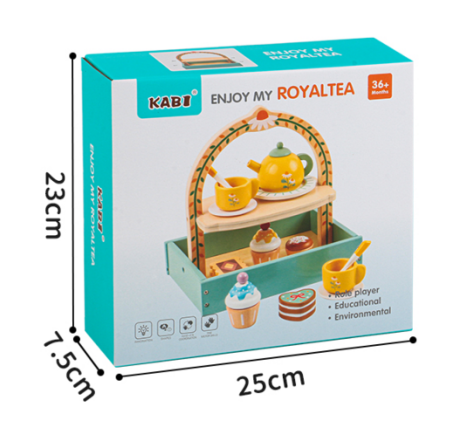 ENJOY MY
ROYALTEA
KABI®
ENJOY MY ROYALTEA
36+
Months
ENJOY MY ROYALTEA
KABI
• Role player
• Educational
• Environmental
23cm
7.5cm
25cm